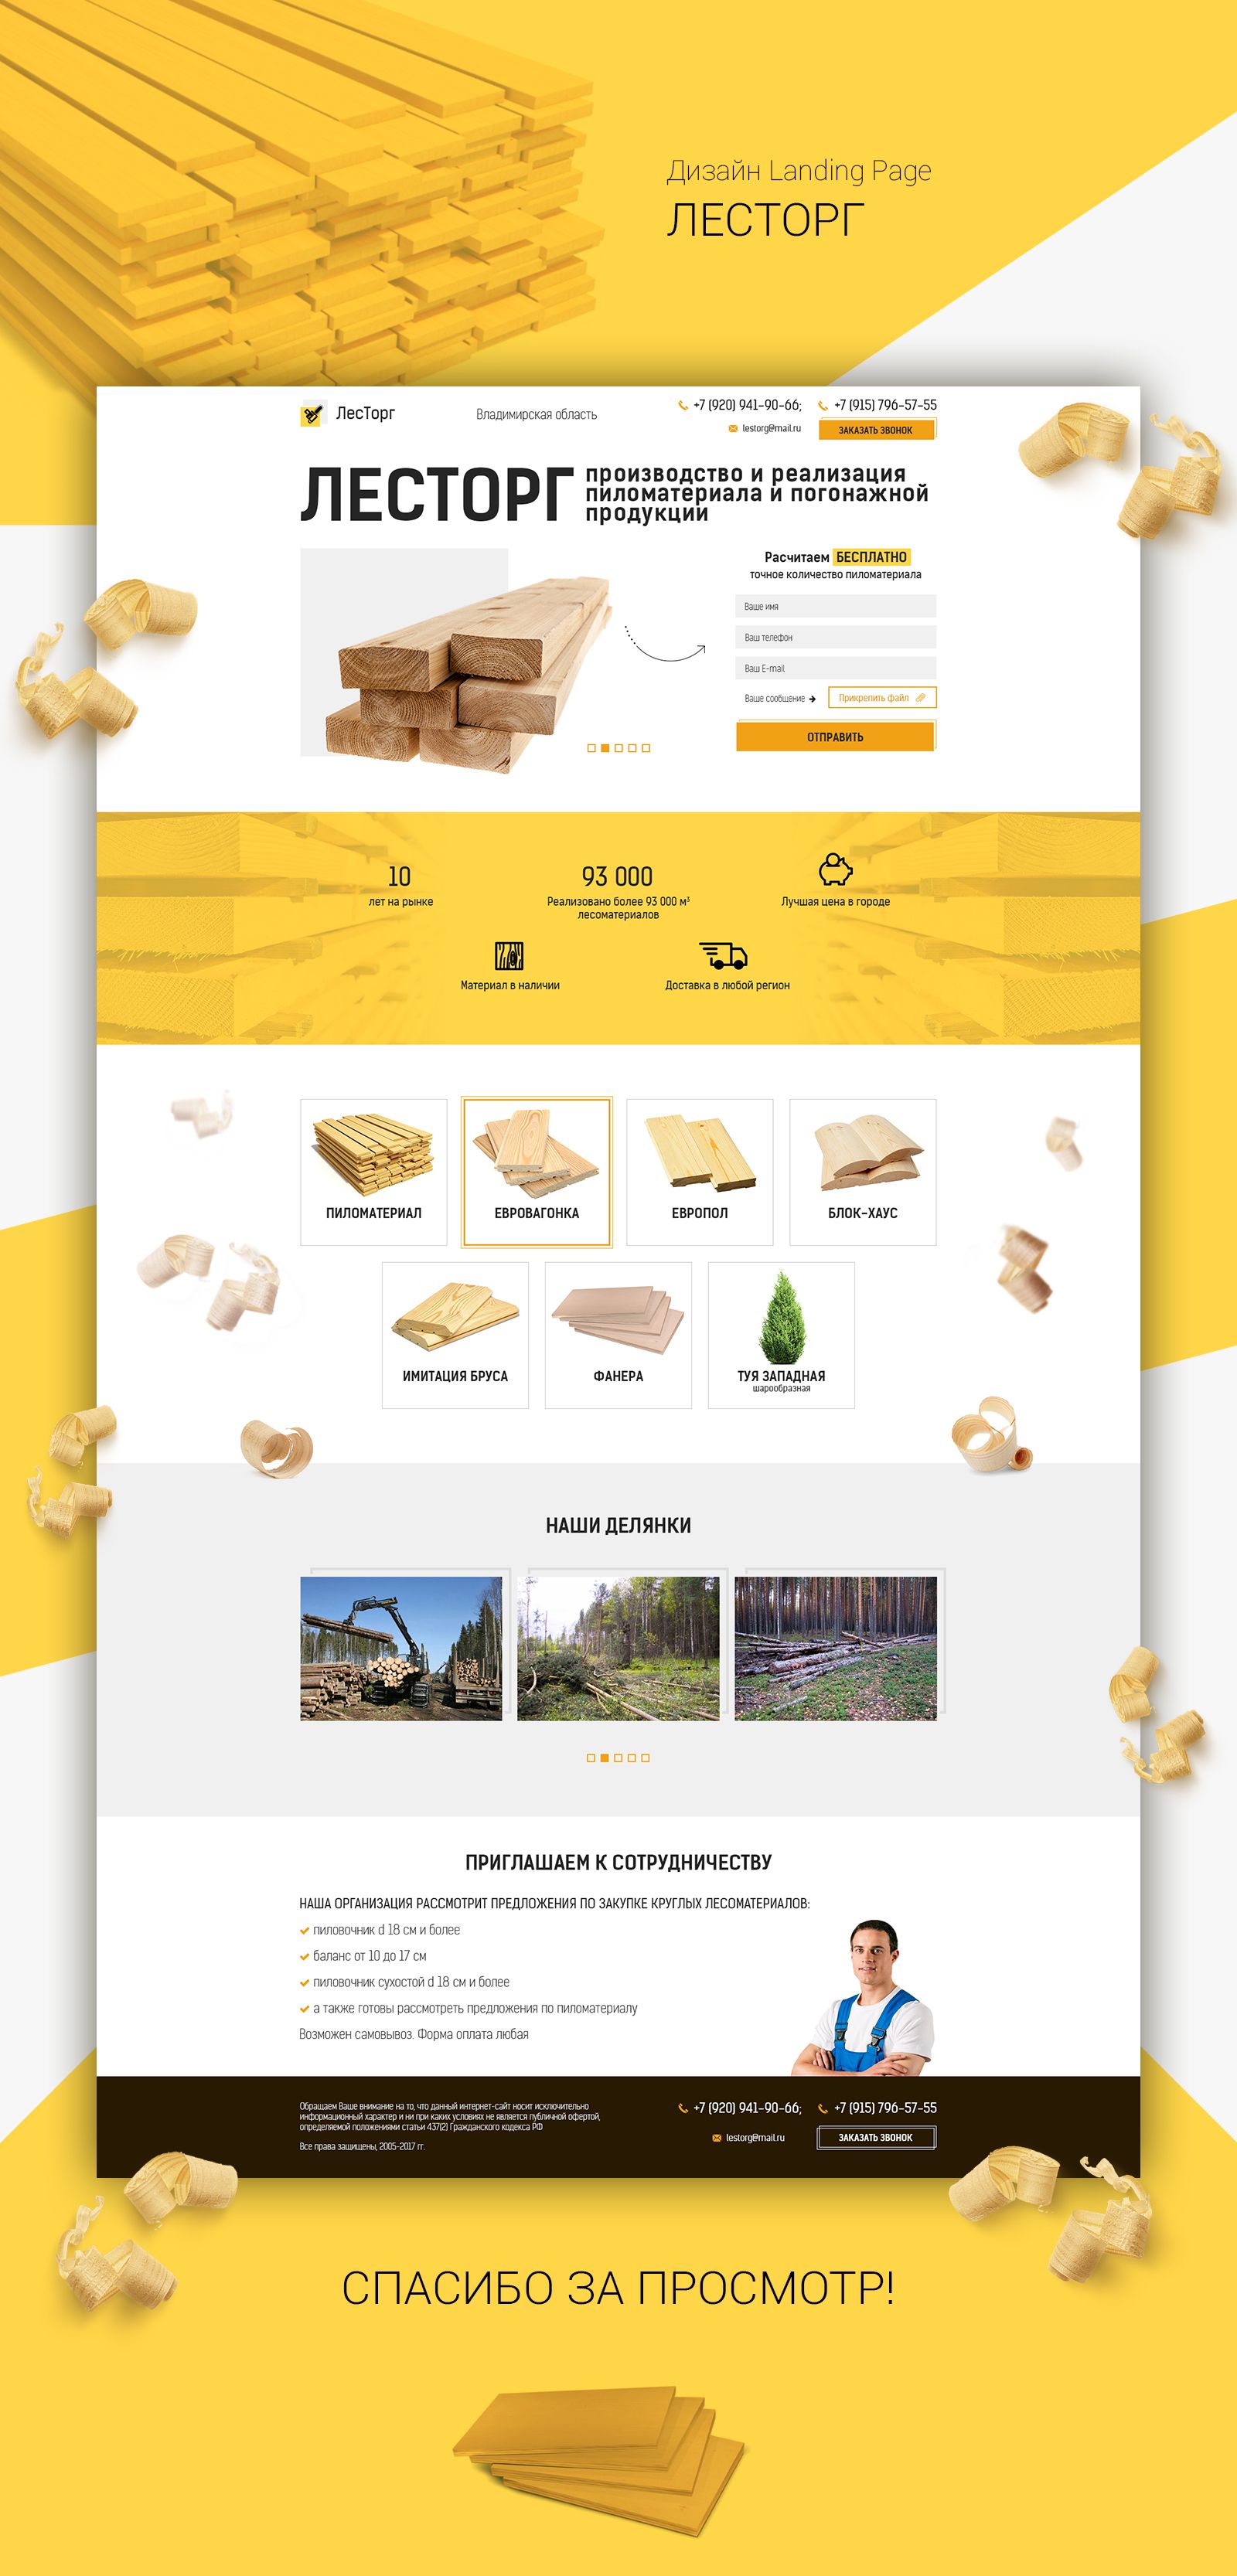 Дизайн Landing Page
ЛЕСТОРГ
ЛесТорг
Владимирская область
+7 (920) 941-90-66;
+7 (915) 796-57-55
lestorg@mail.ru
ЗАКАЗАТЬ ЗВОНОК
ЛЕСТОРГ
производство и реализация
пиломатериала и погонажной
продукции
Расчитаем БЕСПЛАТНО
точное количество пиломатериала
Ваше имя
Ваш телефон
Ваш E-mail
Ваше сообщение
Прикрепить файл
ОТПРАВИТЬ
10
лет на рынке
93 000
Реализовано более 93 000 м³
лесоматериалов
Лучшая цена в городе
Материал в наличии
Доставка в любой регион
ПИЛОМАТЕРИАЛ
ЕВРОВАГОНКА
ЕВРОПОЛ
БЛОК-ХАУС
ИМИТАЦИЯ БРУСА
ФАНЕРА
ТУЯ ЗАПАДНАЯ
шарообразная
НАШИ ДЕЛЯНКИ
ПРИГЛАШАЕМ К СОТРУДНИЧЕСТВУ
НАША ОРГАНИЗАЦИЯ РАССМОТРИТ ПРЕДЛОЖЕНИЯ ПО ЗАКУПКЕ КРУГЛЫХ ЛЕСОМАТЕРИАЛОВ:
пиловочник d 18 см и более
баланс от 10 до 17 см
пиловочник сухостой d 18 см и более
а также готовы рассмотреть предложения по пиломатериалу
Возможен самовывоз. Форма оплата любая
Обращаем Ваше внимание на то, что данный интернет-сайт носит исключительно
информационный характер и ни при каких условиях не является публичной офертой,
определяемой положениями статьи 437(2) Гражданского кодекса РФ
Все права защищены, 2005-2017 гг.
+7 (920) 941-90-66;
+7 (915) 796-57-55
lestorg@mail.ru
ЗАКАЗАТЬ ЗВОНОК
СПАСИБО ЗА ПРОСМОТР!